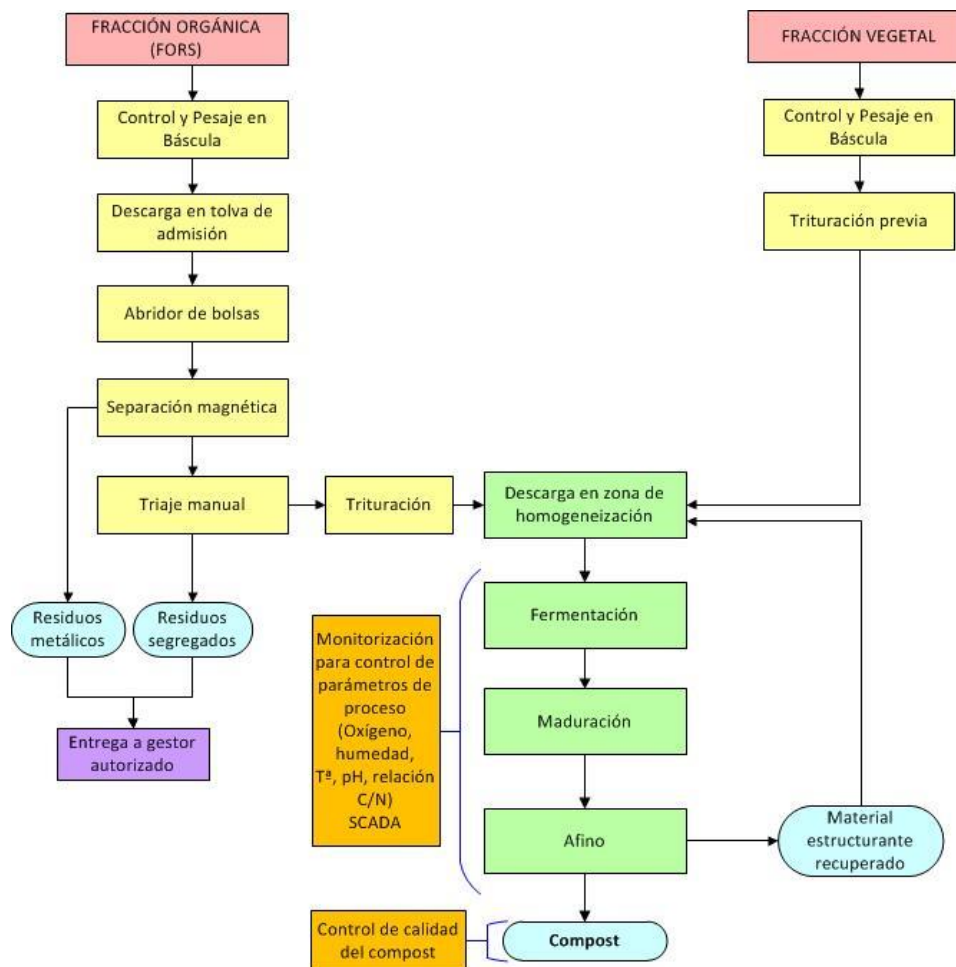 FRACCIÓN ORGÁNICA
(FORS)
FRACCIÓN VEGETAL
Control y Pesaje en
Báscula
Control y Pesaje en
Báscula
Descarga en tolva de
admisión
Trituración previa
Abridor de bolsas
Separación magnética
Triaje manual
Trituración
Descarga en zona de
homogeneización
Residuos
metálicos
Residuos
segregados
Entrega a gestor
autorizado
Monitorización
para control de
parámetros de
proceso
(Oxígeno,
humedad,
Tª, pH, relación
C/N)
SCADA
Fermentación
Maduración
Afino
Material
estructurante
recuperado
Control de calidad
del compost
Compost